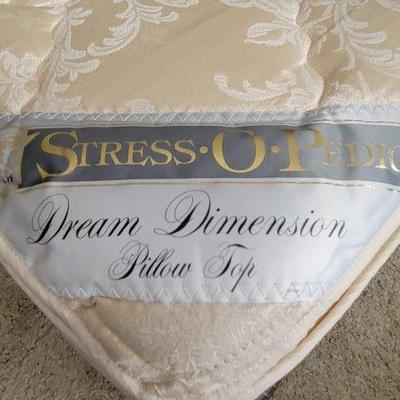 STRESS·O·PEDIC
Dream Dimension
Pillow Top